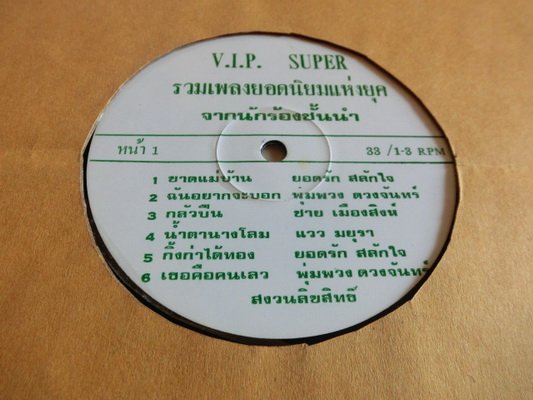 V.I.P. SUPER
รวมเพลงยอดนิยมแห่งยุค
จากนักร้องชั้นนำ
หน้า 1 33 /1-3 RPM
1 ขาดแม่บ้าน ยอดรัก สลักใจ
2 ฉันอยากจะบอก พุ่มพวง ดวงจันทร์
3 กลัวปืน ชาย เมืองสิงห์
4 น้ำตานางโลม แวว มยุรา
5 กิ้งก่าได้ทอง ยอดรัก สลักใจ
6 เธอคือคนเลว พุ่มพวง ดวงจันทร์
สงวนลิขสิทธิ์